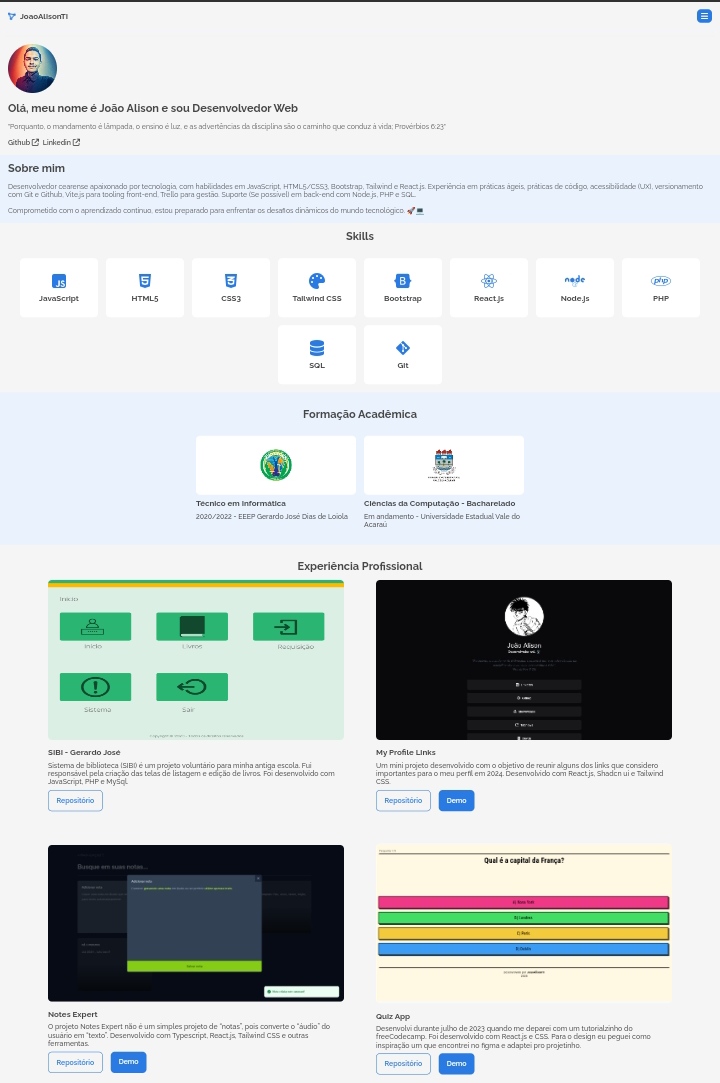 JoaoAlisonTI
Olá, meu nome é João Alison e sou Desenvolvedor Web
"Porquanto, o mandamento é lâmpada, o ensino é luz, e as advertências da disciplina são o caminho que conduz à vida; Provérbios 6:23"
Github Linkedin
Sobre mim
Desenvolvedor cearense apaixonado por tecnologia, com habilidades em JavaScript, HTML5/CSS3, Bootstrap, Tailwind e React.js. Experiência em práticas ágeis, práticas de código, acessibilidade (UX), versionamento
com Git e Github, Vite.js para tooling front-end, Trello para gestão. Suporte (Se possível) em back-end com Node.js, PHP e SQL.
Comprometido com o aprendizado contínuo, estou preparado para enfrentar os desafios dinâmicos do mundo tecnológico. 🚀💻
Skills
JavaScript HTML5 CSS3 Tailwind CSS Bootstrap React.js Node.js PHP
SQL Git
Formação Acadêmica
Técnico em Informática
2020/2022 - EEEP Gerardo José Dias de Loiola
Ciências da Computação - Bacharelado
Em andamento - Universidade Estadual Vale do
Acaraú
Experiência Profissional
Início
Início Livros Requisição
Sistema Sair
João Alison
SIBI - Gerardo José
Sistema de biblioteca (SIBI) é um projeto voluntário para minha antiga escola. Fui
responsável pela criação das telas de listagem e edição de livros. Foi desenvolvido com
JavaScript, PHP e MySql.
Repositório
My Profile Links
Um mini projeto desenvolvido com o objetivo de reunir alguns dos links que considero
importantes para o meu perfil em 2024. Desenvolvido com React.js, Shadcn ui e Tailwind
CSS.
Repositório Demo
Busque em suas notas...
Qual é a capital da França?
Notes Expert
O projeto Notes Expert não é um simples projeto de "notas", pois converte o "áudio" do
usuário em "texto". Desenvolvido com Typescript, React.js, Tailwind CSS e outras
ferramentas.
Repositório Demo
Quiz App
Desenvolvi durante julho de 2023 quando me deparei com um tutorialzinho do
freeCodecamp. Foi desenvolvido com React.js e CSS. Para o design eu peguei como
inspiração um que encontrei no figma e adaptei pro projetinho.
Repositório Demo